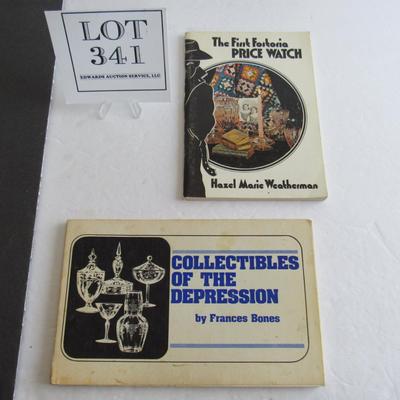 LOT
341
EDWARDS AUCTION SERVICE, LLC
The First Fostoria
PRICE WATCH
Hazel Marie Weatherman
COLLECTIBLES
OF THE
DEPRESSION
by Frances Bones